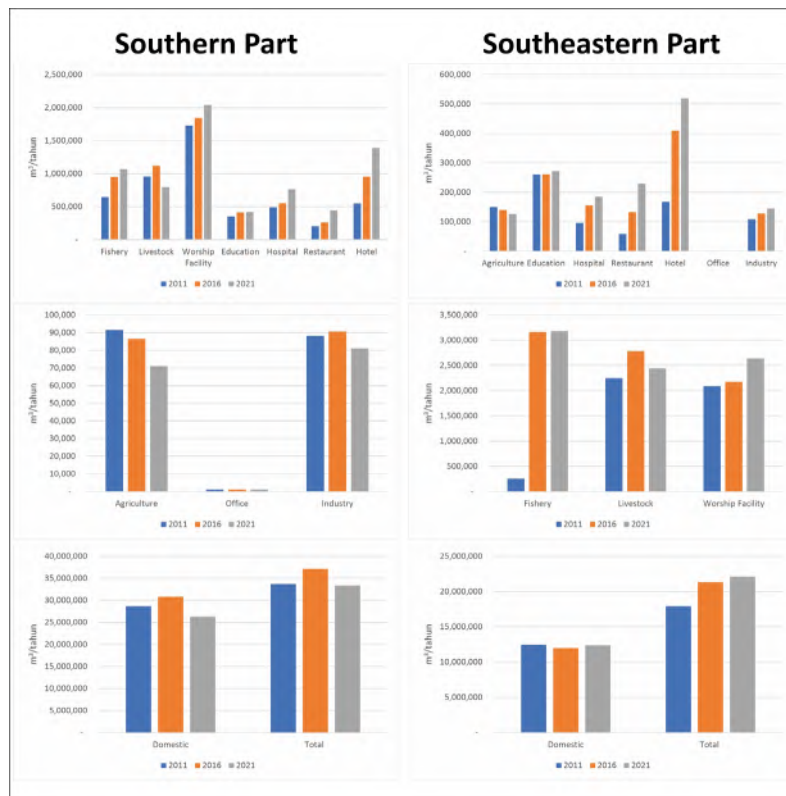 Southern Part
Southeastern Part
2,500,000
2,000,000
1,500,000
1,000,000
500,000
-
m³/tahun
Fishery Livestock Worship Facility Education Hospital Restaurant Hotel
2011 2016 2021
600,000
500,000
400,000
300,000
200,000
100,000
-
m³/tahun
Agriculture Education Hospital Restaurant Hotel Office Industry
2011 2016 2021
100,000
90,000
80,000
70,000
60,000
50,000
40,000
30,000
20,000
10,000
-
m³/tahun
Agriculture Office Industry
2011 2016 2021
3,500,000
3,000,000
2,500,000
2,000,000
1,500,000
1,000,000
500,000
-
m³/tahun
Fishery Livestock Worship Facility
2011 2016 2021
40,000,000
35,000,000
30,000,000
25,000,000
20,000,000
15,000,000
10,000,000
5,000,000
-
m³/tahun
Domestic Total
2011 2016 2021
25,000,000
20,000,000
15,000,000
10,000,000
5,000,000
-
m³/tahun
Domestic Total
2011 2016 2021